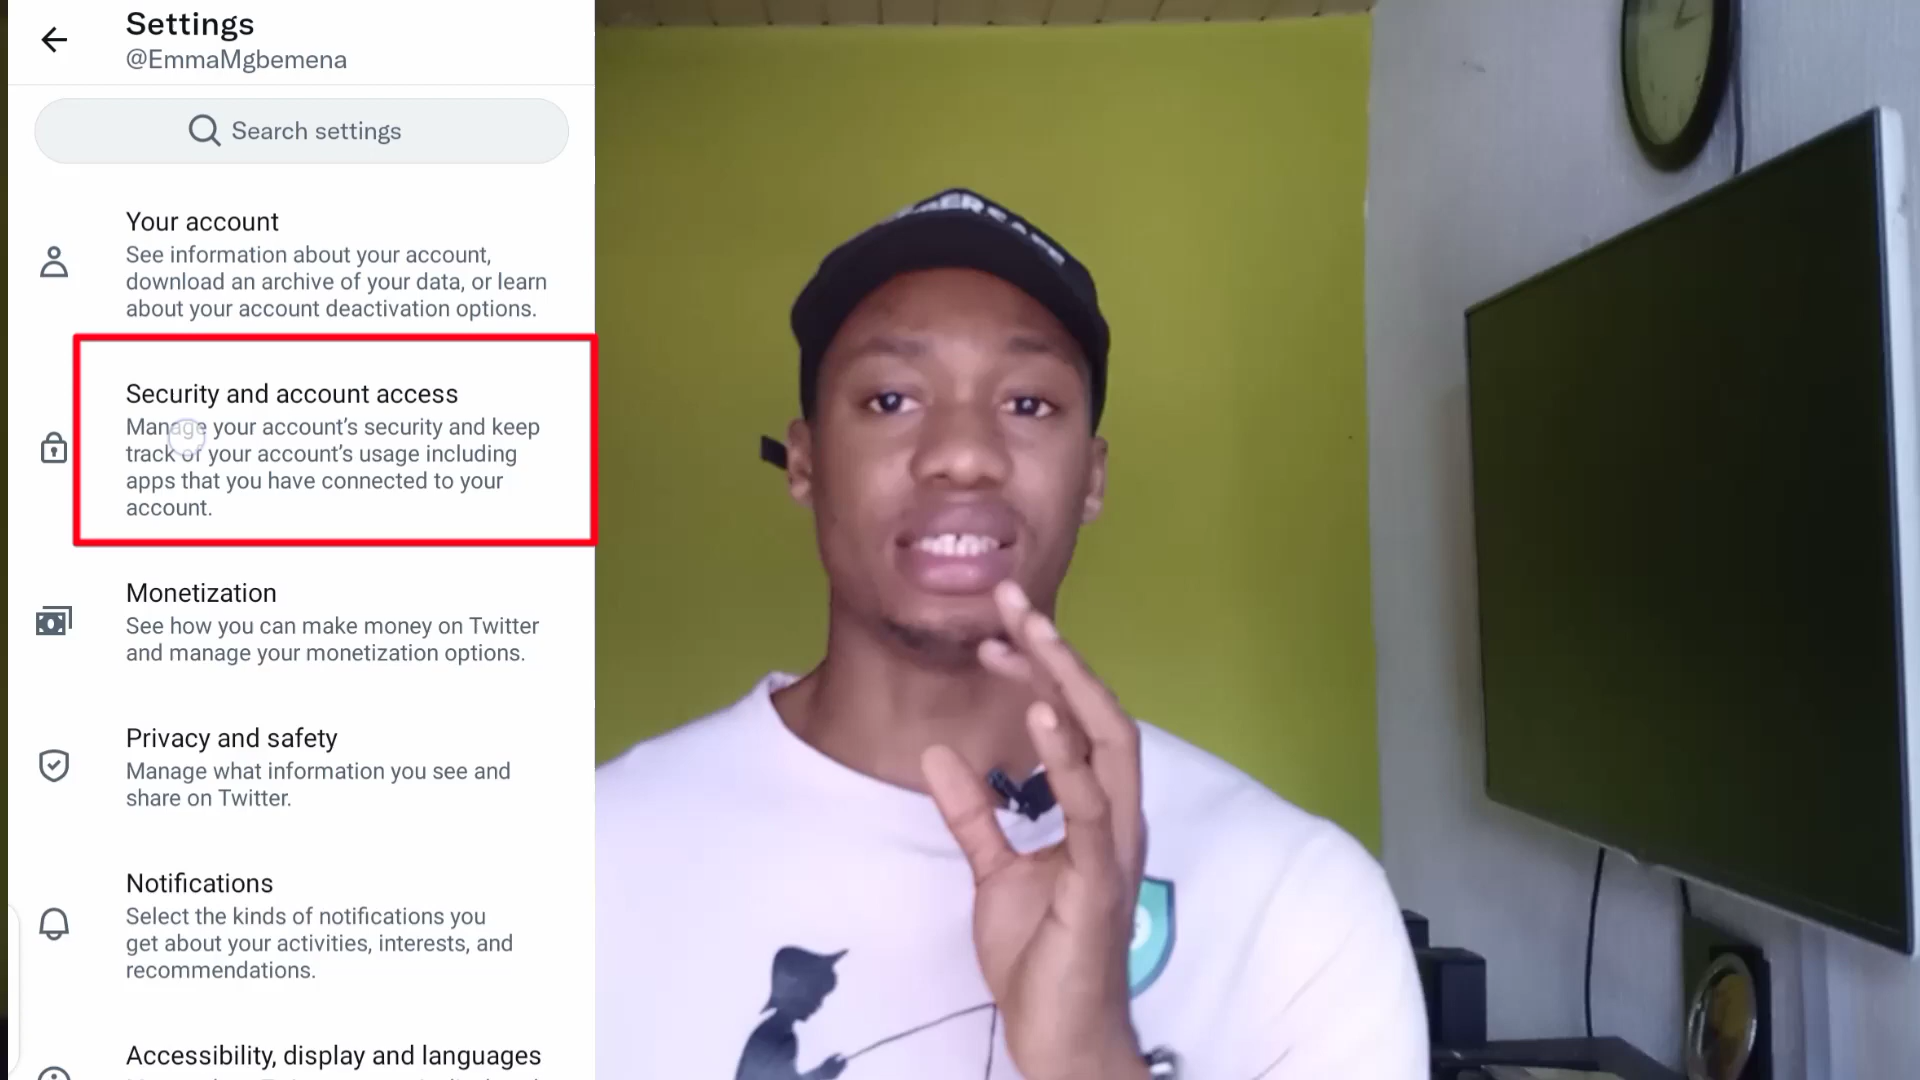 Settings
@EmmaMgbemena
Search settings
Your account
See information about your account,
download an archive of your data, or learn
about your account deactivation options.
Security and account access
Manage your account's security and keep
track of your account's usage including
apps that you have connected to your
account.
Monetization
See how you can make money on Twitter
and manage your monetization options.
Privacy and safety
Manage what information you see and
share on Twitter.
Notifications
Select the kinds of notifications you
get about your activities, interests, and
recommendations.
Accessibility, display and languages